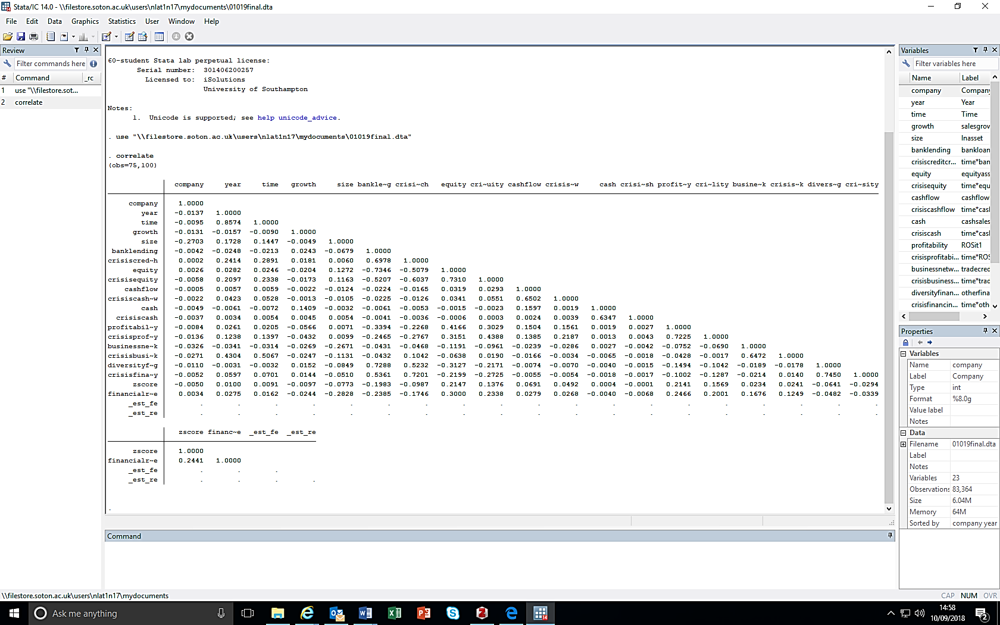 Stata/IC 14.0 - \\filestore.soton.ac.uk\users\nlat1n17\mydocuments\01019final.dta
File Edit Data Graphics Statistics User Window Help
Review
Filter commands here
# Command _rc
1 use "\\filestore.sot...
2 correlate
60-student Stata lab perpetual license:
Serial number: 301406200257
Licensed to: iSolutions
University of Southampton
Notes:
1. Unicode is supported; see help unicode_advice.
. use "\\filestore.soton.ac.uk\users\nlat1n17\mydocuments\01019final.dta"
. correlate
(obs=75,100)
company year time growth size bankle~g crisi~ch equity cri~uity cashflow crisis~w cash crisi~sh profit~y cri~lity busine~k crisis~k divers~g cri~sity
company 1.0000
year -0.0137 1.0000
time -0.0095 0.8574 1.0000
growth -0.0131 -0.0157 -0.0090 1.0000
size -0.2703 0.1728 0.1447 -0.0049 1.0000
banklending -0.0042 -0.0248 -0.0213 0.0243 -0.0679 1.0000
crisiscred~h 0.0002 0.2414 0.2891 0.0181 0.0060 0.6978 1.0000
equity 0.0026 0.0282 0.0246 -0.0204 0.1272 -0.7346 -0.5079 1.0000
crisisequity -0.0058 0.2097 0.2338 -0.0173 0.1163 -0.5207 -0.6037 0.7310 1.0000
cashflow -0.0005 0.0057 0.0059 -0.0022 -0.0124 -0.0224 -0.0165 0.0319 0.0293 1.0000
crisiscash~w -0.0022 0.0423 0.0528 -0.0013 -0.0105 -0.0225 -0.0126 0.0341 0.0551 0.6502 1.0000
cash -0.0049 -0.0061 -0.0072 0.1409 -0.0032 -0.0061 -0.0053 -0.0015 -0.0023 0.1597 0.0019 1.0000
crisiscash -0.0037 0.0034 0.0054 0.0045 0.0054 -0.0041 -0.0036 -0.0006 0.0003 0.0024 0.0039 0.6347 1.0000
profitabil~y -0.0084 0.0261 0.0205 -0.0566 0.0071 -0.3394 -0.2268 0.4166 0.3029 0.1504 0.1561 0.0019 0.0027 1.0000
crisisprof~y -0.0136 0.1238 0.1397 -0.0432 0.0099 -0.2465 -0.2767 0.3151 0.4388 0.1385 0.2187 0.0013 0.0043 0.7225 1.0000
businessne~k -0.0326 -0.0341 -0.0314 -0.0269 -0.2671 -0.0431 -0.0468 -0.1191 -0.0961 -0.0239 -0.0286 0.0027 -0.0042 -0.0752 -0.0690 1.0000
crisisbusi~k -0.0271 0.4304 0.5067 -0.0247 -0.1131 -0.0432 0.1042 -0.0638 0.0190 -0.0166 -0.0034 -0.0065 -0.0018 -0.0428 -0.0017 0.6472 1.0000
diversityf~g -0.0110 -0.0031 -0.0032 0.0152 -0.0849 0.7288 0.5232 -0.3127 -0.2171 -0.0074 -0.0070 -0.0040 -0.0015 -0.1494 -0.1042 -0.0189 -0.0178 1.0000
crisisfina~y -0.0052 0.0597 0.0701 0.0144 -0.0510 0.5361 0.7201 -0.2199 -0.2725 -0.0055 -0.0054 -0.0018 -0.0017 -0.1002 -0.1287 -0.0214 0.0140 0.7450 1.0000
zscore -0.0050 0.0100 0.0091 -0.0097 -0.0773 -0.1983 -0.0987 0.2147 0.1376 0.0691 0.0492 0.0004 -0.0001 0.2141 0.1569 0.0234 0.0241 -0.0641 -0.0294
financialr~e 0.0034 0.0275 0.0162 -0.0244 -0.2828 -0.2385 -0.1746 0.3000 0.2338 0.0279 0.0268 -0.0040 -0.0068 0.2466 0.2001 0.1676 0.1249 -0.0482 -0.0339
_est_fe . . . . . . . . . . . . . . . . . . .
_est_re . . . . . . . . . . . . . . . . . . .
zscore financ~e _est_fe _est_re
zscore 1.0000
financialr~e 0.2441 1.0000
_est_fe . . .
_est_re . . . .
.
Command
Variables
Filter variables here
Name Label
company Company
year Year
time Time
growth salesgrow
size lnasset
banklending bankloan
crisiscreditcr... time*ban
equity equityass
crisisequity time*equ
cashflow cashflow
crisiscashflow time*cas
cash cashsales
crisiscash time*cas
profitability ROSit1
crisisprofitabi... time*ROS
businessnetw... tradecred
crisisbusiness... time*trad
diversityfinan... otherfina
crisisfinancin... time*oth
Properties
Variables
Name company
Label Company
Type int
Format %8.0g
Value label
Notes
Data
Filename 01019final.dta
Label
Notes
Variables 23
Observations 83,364
Size 6.04M
Memory 64M
Sorted by company year
\\filestore.soton.ac.uk\users\nlat1n17\mydocuments
CAP NUM OVR
Ask me anything
14:58
10/09/2018
2